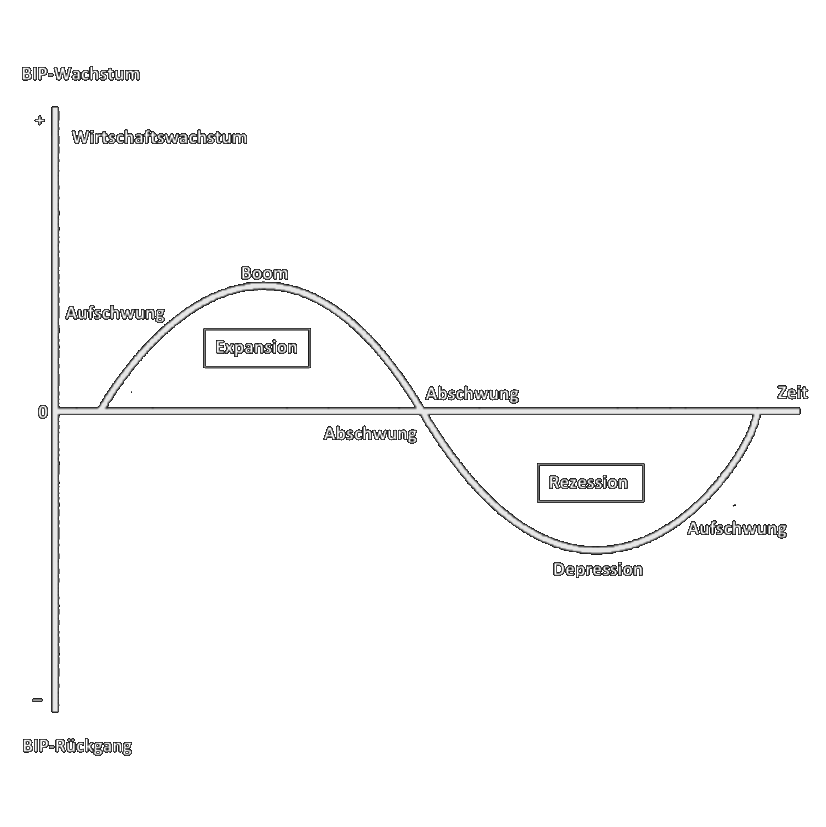 BIP-Wachstum
+
Wirtschaftswachstum
Boom
Aufschwung
Expansion
Abschwung
Zeit
0
Abschwung
Rezession
Aufschwung
Depression
–
BIP-Rückgang